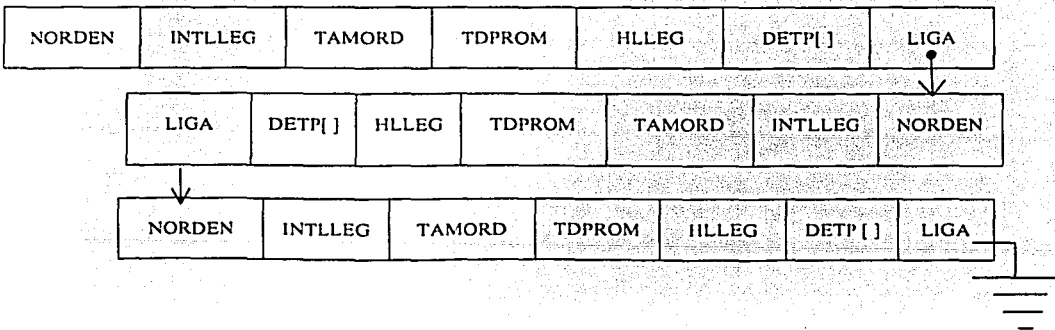 NORDEN INTLLEG TAMORD TDPROM HLLEG DETP[ ] LIGA
LIGA DETP[ ] HLLEG TDPROM TAMORD INTLLEG NORDEN
NORDEN INTLLEG TAMORD TDPROM HLLEG DETP [ ] LIGA